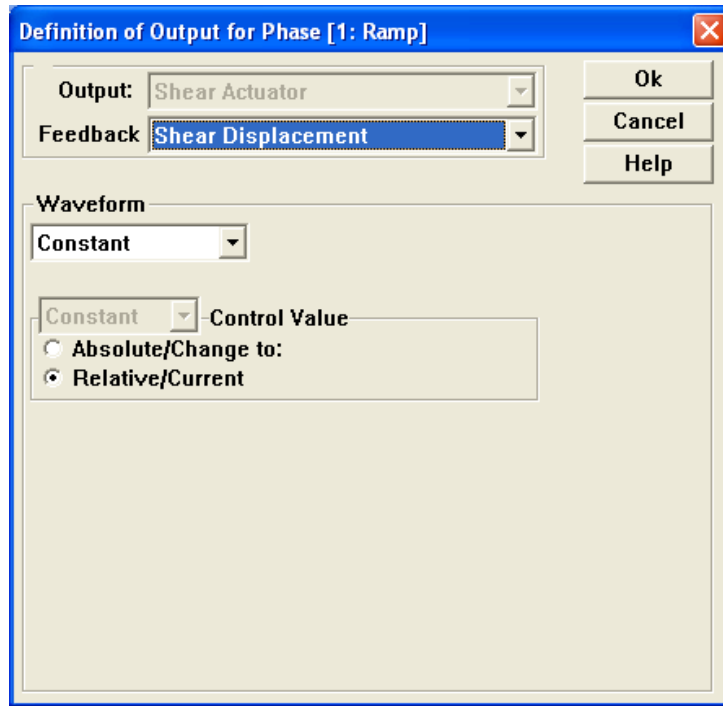 Definition of Output for Phase [1: Ramp]
Output: Shear Actuator
Feedback Shear Displacement
Ok
Cancel
Help
Waveform
Constant
Constant Control Value
Absolute/Change to:
Relative/Current